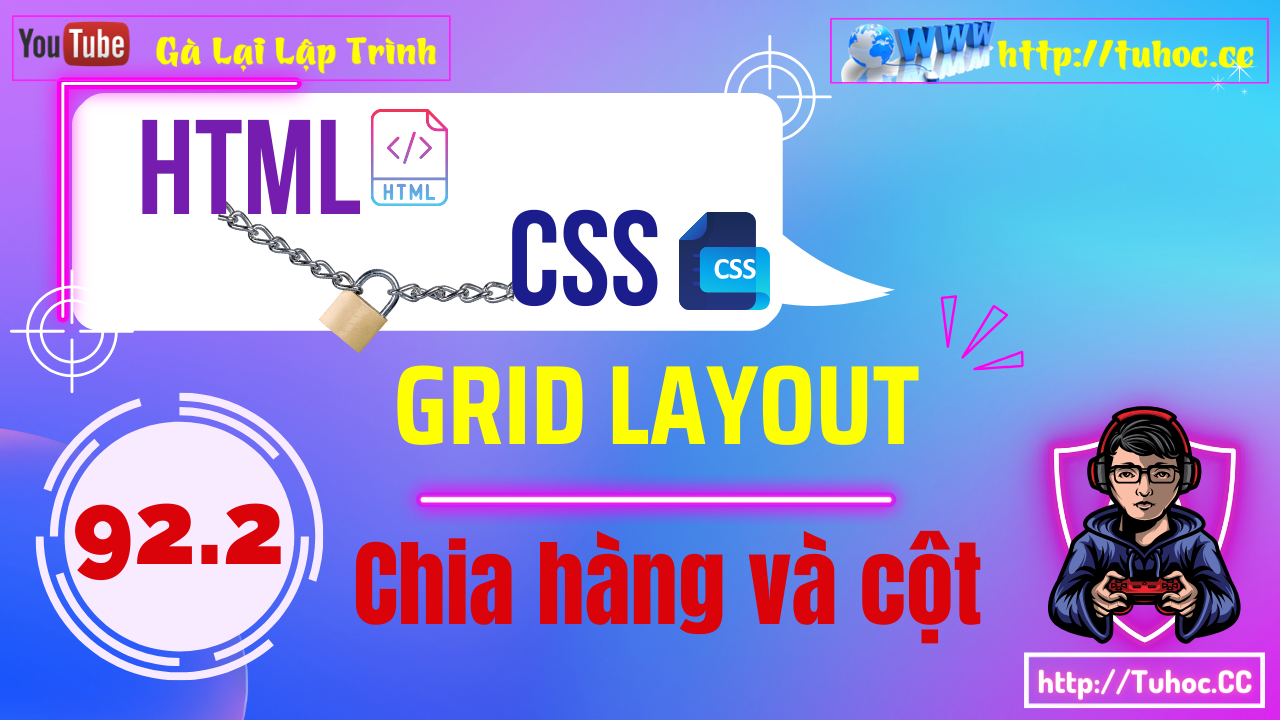 YouTube Gà Lại Lập Trình
WWW http://tuhoc.cc
HTML
HTML
CSS
CSS
GRID LAYOUT
92.2
Chia hàng và cột
http://Tuhoc.CC